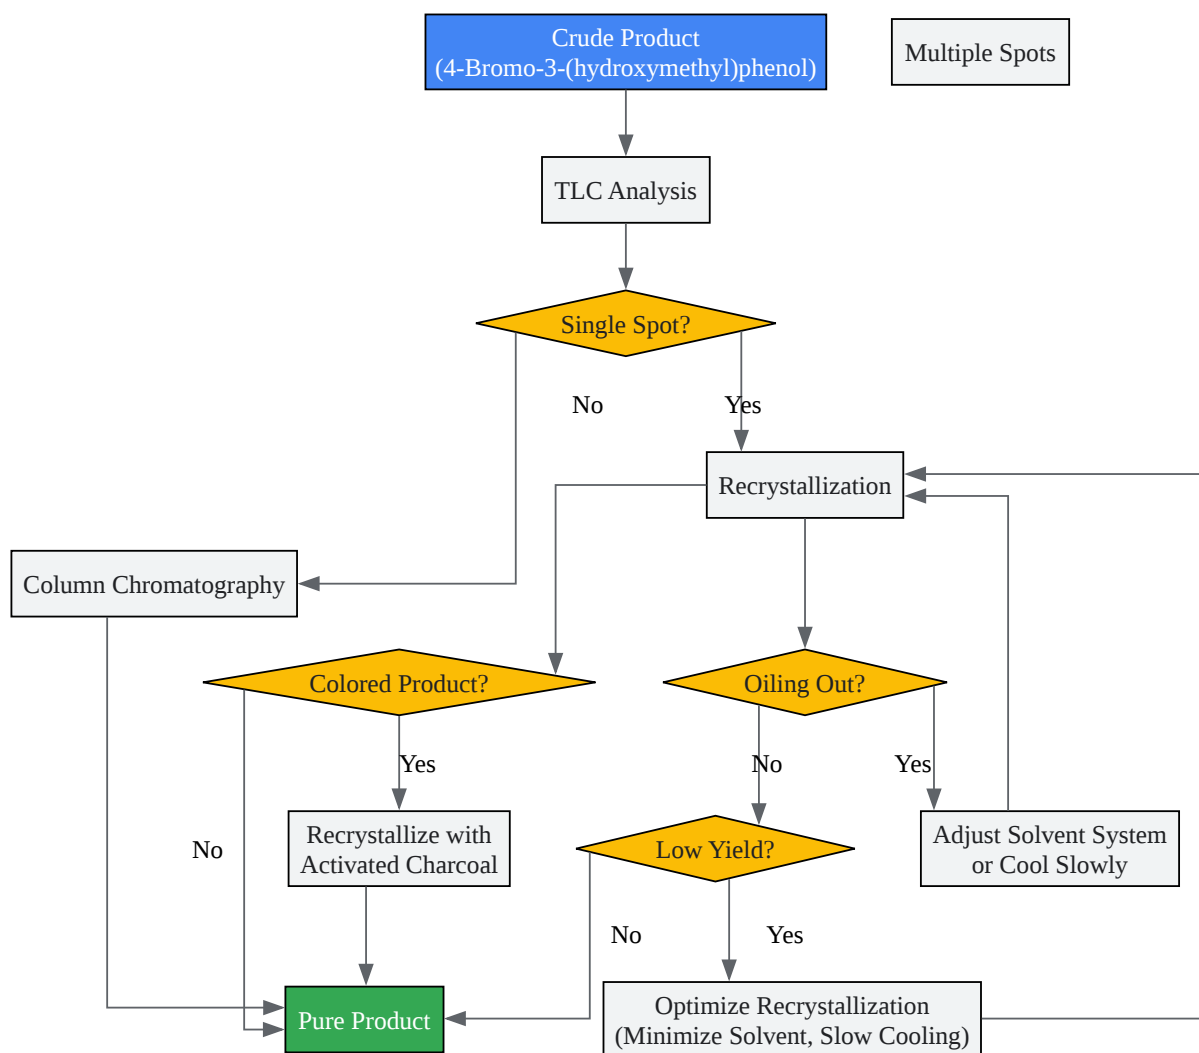 Crude Product
(4-Bromo-3-(hydroxymethyl)phenol)
Multiple Spots
TLC Analysis
Single Spot?
No
Yes
Recrystallization
Column Chromatography
Colored Product?
Oiling Out?
Yes
No
Yes
No
Recrystallize with
Activated Charcoal
Low Yield?
Adjust Solvent System
or Cool Slowly
No
Yes
Pure Product
Optimize Recrystallization
(Minimize Solvent, Slow Cooling)